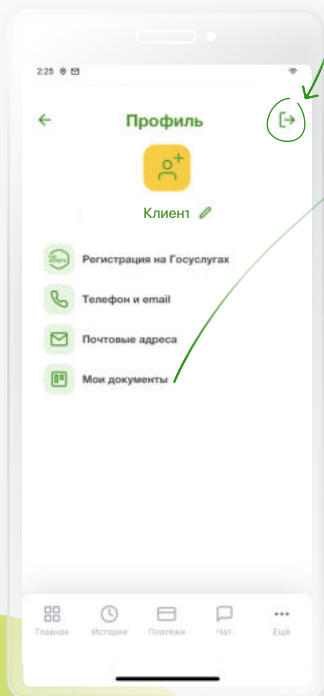 2:25
Профиль
Клиент
Регистрация на Госуслугах
Телефон и email
Почтовые адреса
Мои документы
Главная История Платежи Чат Ещё